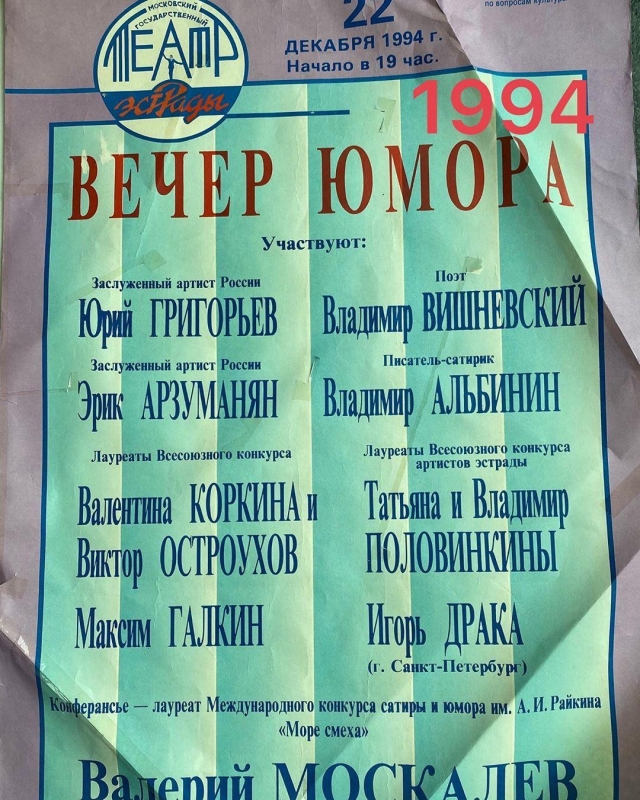 МОСКОВСКИЙ
ГОСУДАРСТВЕННЫЙ
ТЕАТР
эстРады
22
ДЕКАБРЯ 1994 г.
Начало в 19 час.
по вопросам культуры
1994
ВЕЧЕР ЮМОРА
Участвуют:
Заслуженный артист России
Юрий ГРИГОРЬЕВ
Поэт
Владимир ВИШНЕВСКИЙ
Заслуженный артист России
Эрик АРЗУМАНЯН
Писатель-сатирик
Владимир АЛЬБИНИН
Лауреаты Всесоюзного конкурса
Валентина КОРКИНА и
Виктор ОСТРОУХОВ
Лауреаты Всесоюзного конкурса
артистов эстрады
Татьяна и Владимир
ПОЛОВИНКИНЫ
Максим ГАЛКИН
Игорь ДРАКА
(г. Санкт-Петербург)
Конферансье — лауреат Международного конкурса сатиры и юмора им. А. И. Райкина
«Море смеха»
Валерий МОСКАЛЕВ